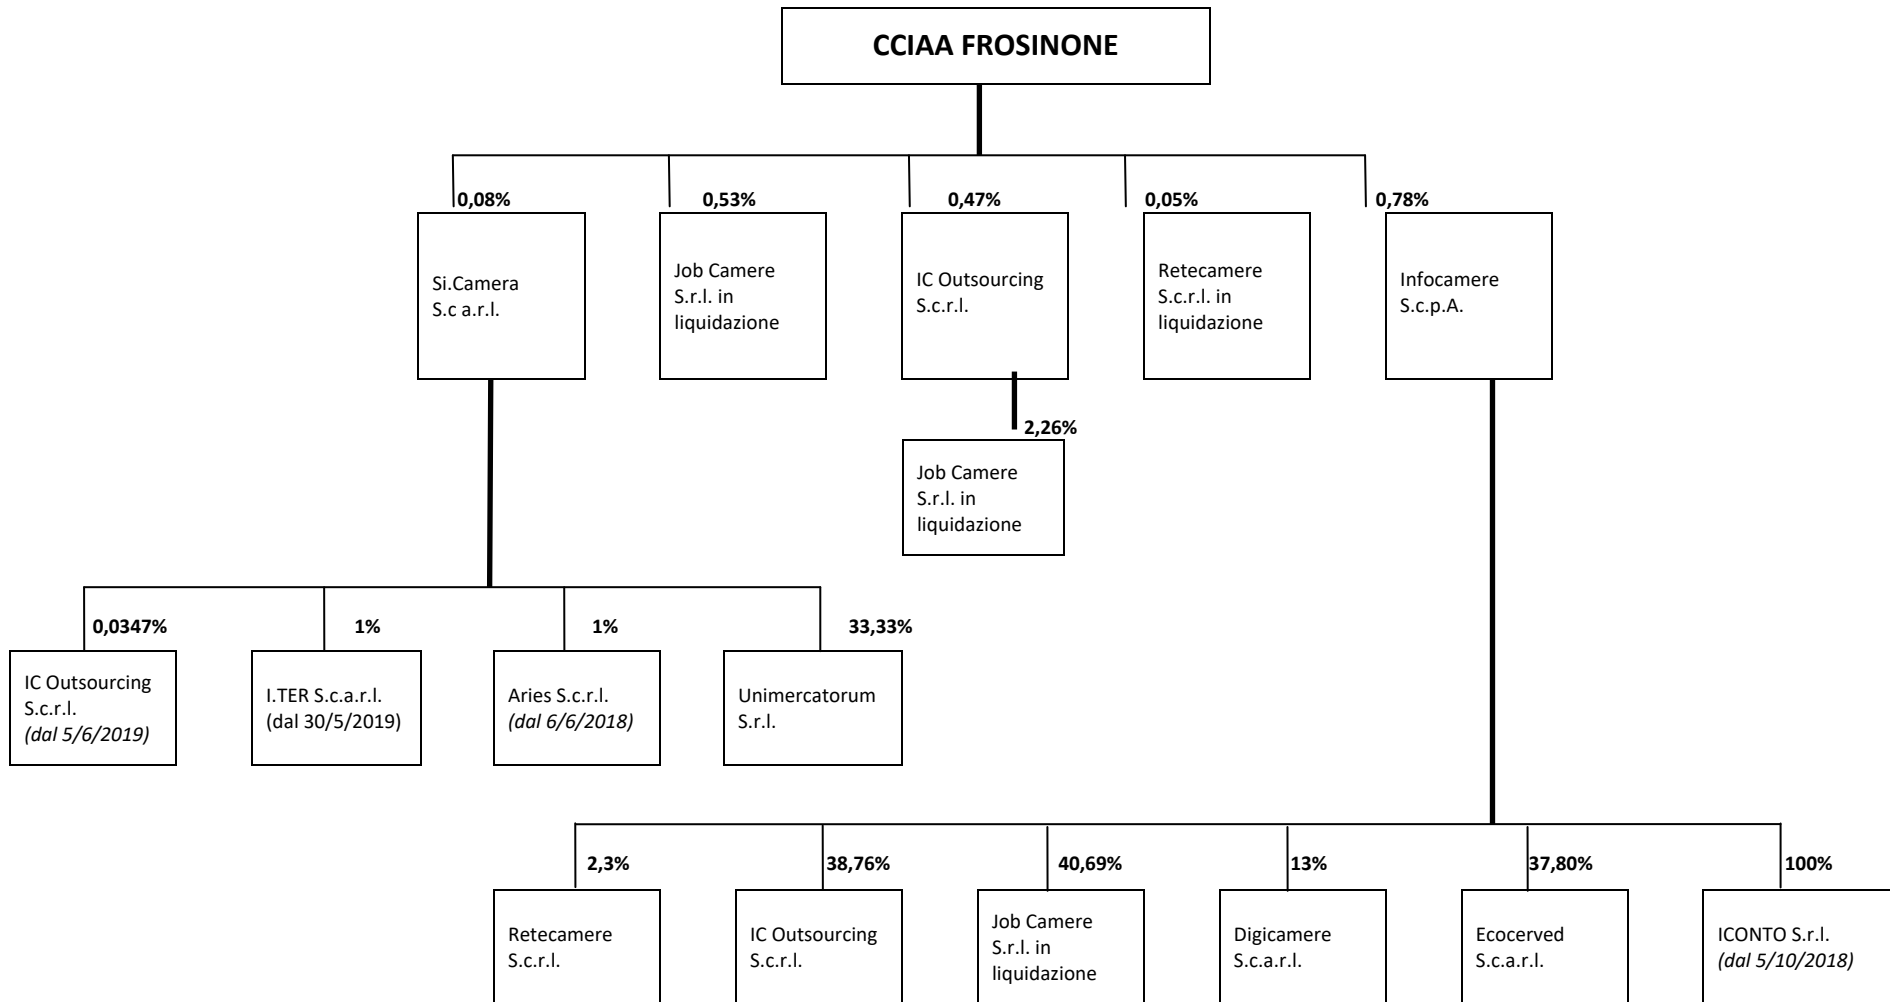 CCIAA FROSINONE
0,08%
0,53%
0,47%
0,05%
0,78%
Si.Camera
S.c a.r.l.
Job Camere
S.r.l. in
liquidazione
IC Outsourcing
S.c.r.l.
Retecamere
S.c.r.l. in
liquidazione
Infocamere
S.c.p.A.
2,26%
Job Camere
S.r.l. in
liquidazione
0,0347%
1%
1%
33,33%
IC Outsourcing
S.c.r.l.
(dal 5/6/2019)
I.TER S.c.a.r.l.
(dal 30/5/2019)
Aries S.c.r.l.
(dal 6/6/2018)
Unimercatorum
S.r.l.
2,3%
38,76%
40,69%
13%
37,80%
100%
Retecamere
S.c.r.l.
IC Outsourcing
S.c.r.l.
Job Camere
S.r.l. in
liquidazione
Digicamere
S.c.a.r.l.
Ecocerved
S.c.a.r.l.
ICONTO S.r.l.
(dal 5/10/2018)